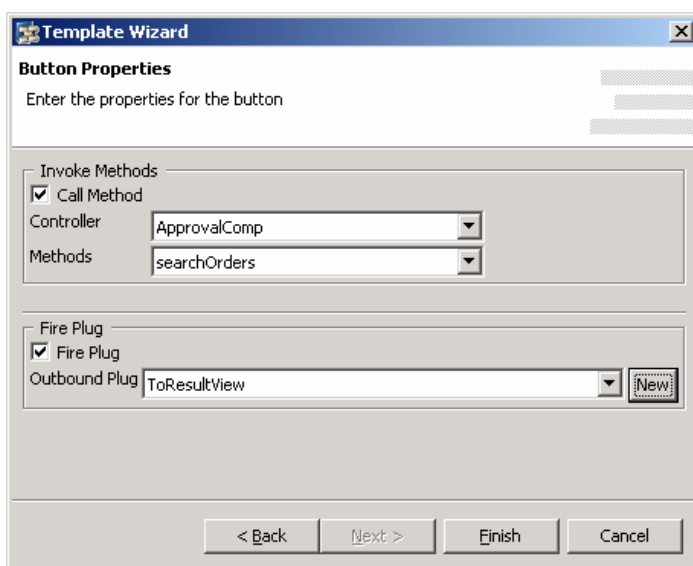 Template Wizard
Button Properties
Enter the properties for the button
Invoke Methods
Call Method
Controller ApprovalComp
Methods searchOrders
Fire Plug
Fire Plug
Outbound Plug ToResultView New
< Back Next > Finish Cancel